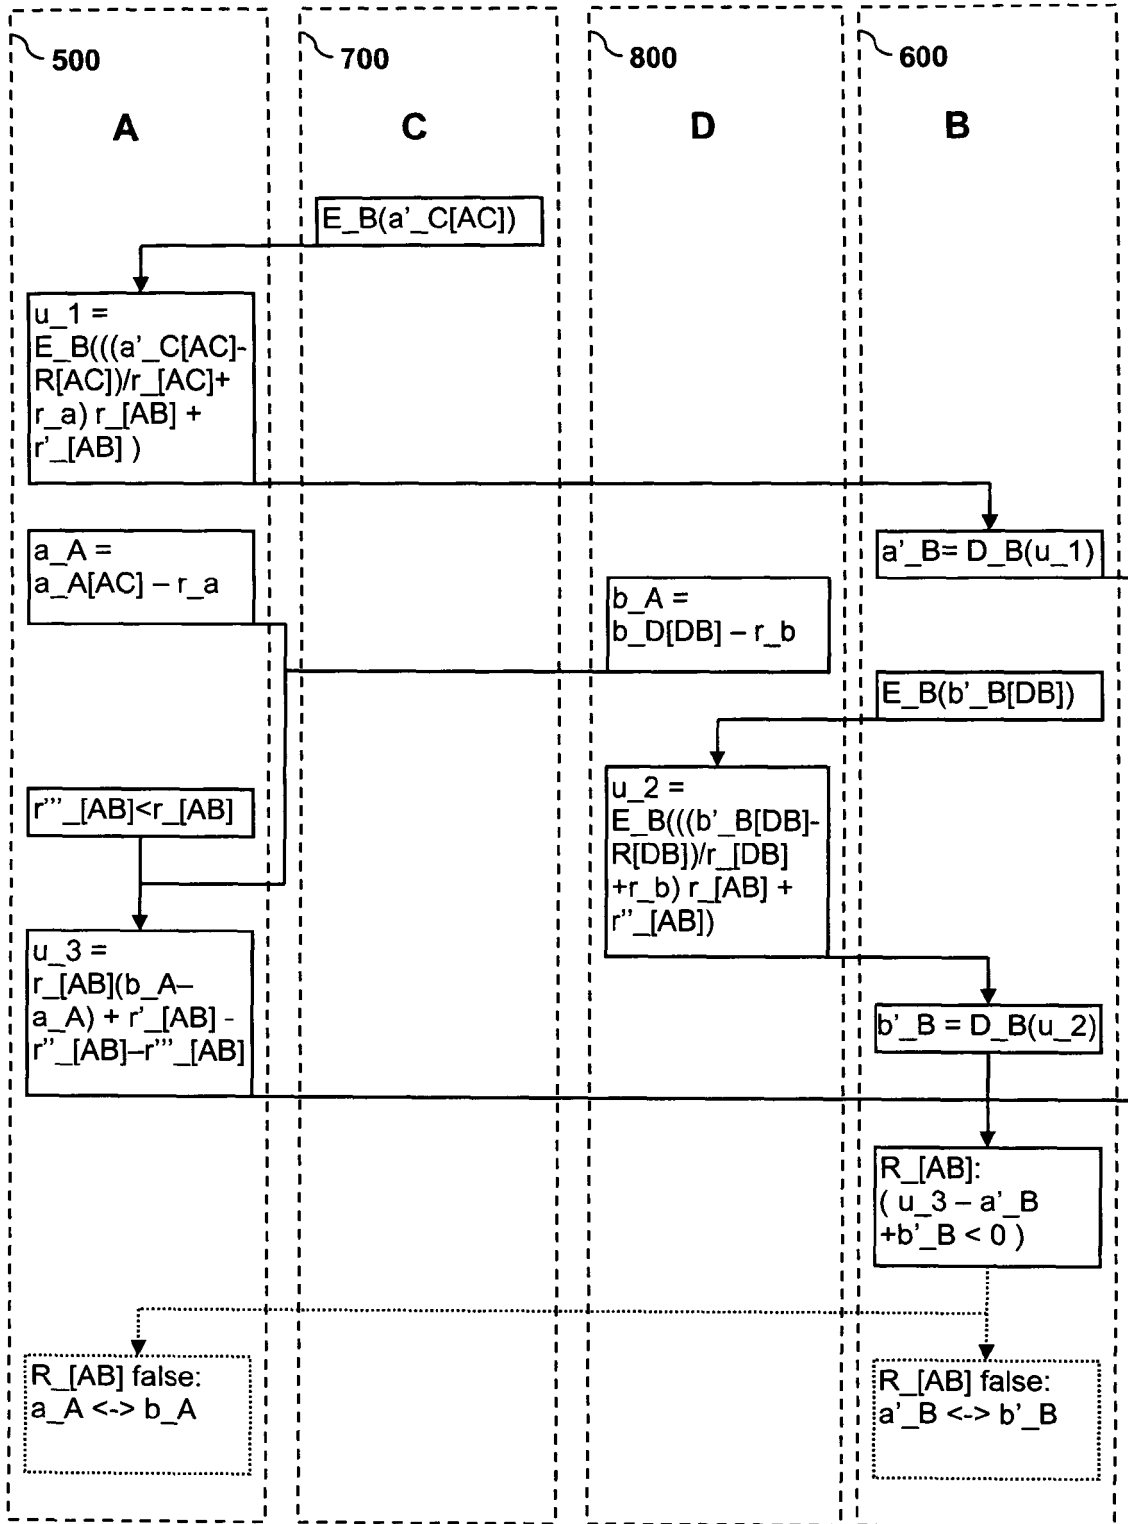 500
700
800
600
A
C
D
B
E_B(a'_C[AC])
u_1 =
E_B(((a'_C[AC]-
R[AC])/r_[AC]+
r_a) r_[AB] +
r'_[AB] )
a_A =
a_A[AC] – r_a
a'_B= D_B(u_1)
b_A =
b_D[DB] – r_b
E_B(b'_B[DB])
r'''_[AB]<r_[AB]
u_2 =
E_B(((b'_B[DB]-
R[DB])/r_[DB]
+r_b) r_[AB] +
r''_[AB])
u_3 =
r_[AB](b_A–
a_A) + r'_[AB] -
r''_[AB]–r'''_[AB]
b'_B = D_B(u_2)
R_[AB]:
( u_3 – a'_B
+b'_B < 0 )
R_[AB] false:
a_A <-> b_A
R_[AB] false:
a'_B <-> b'_B